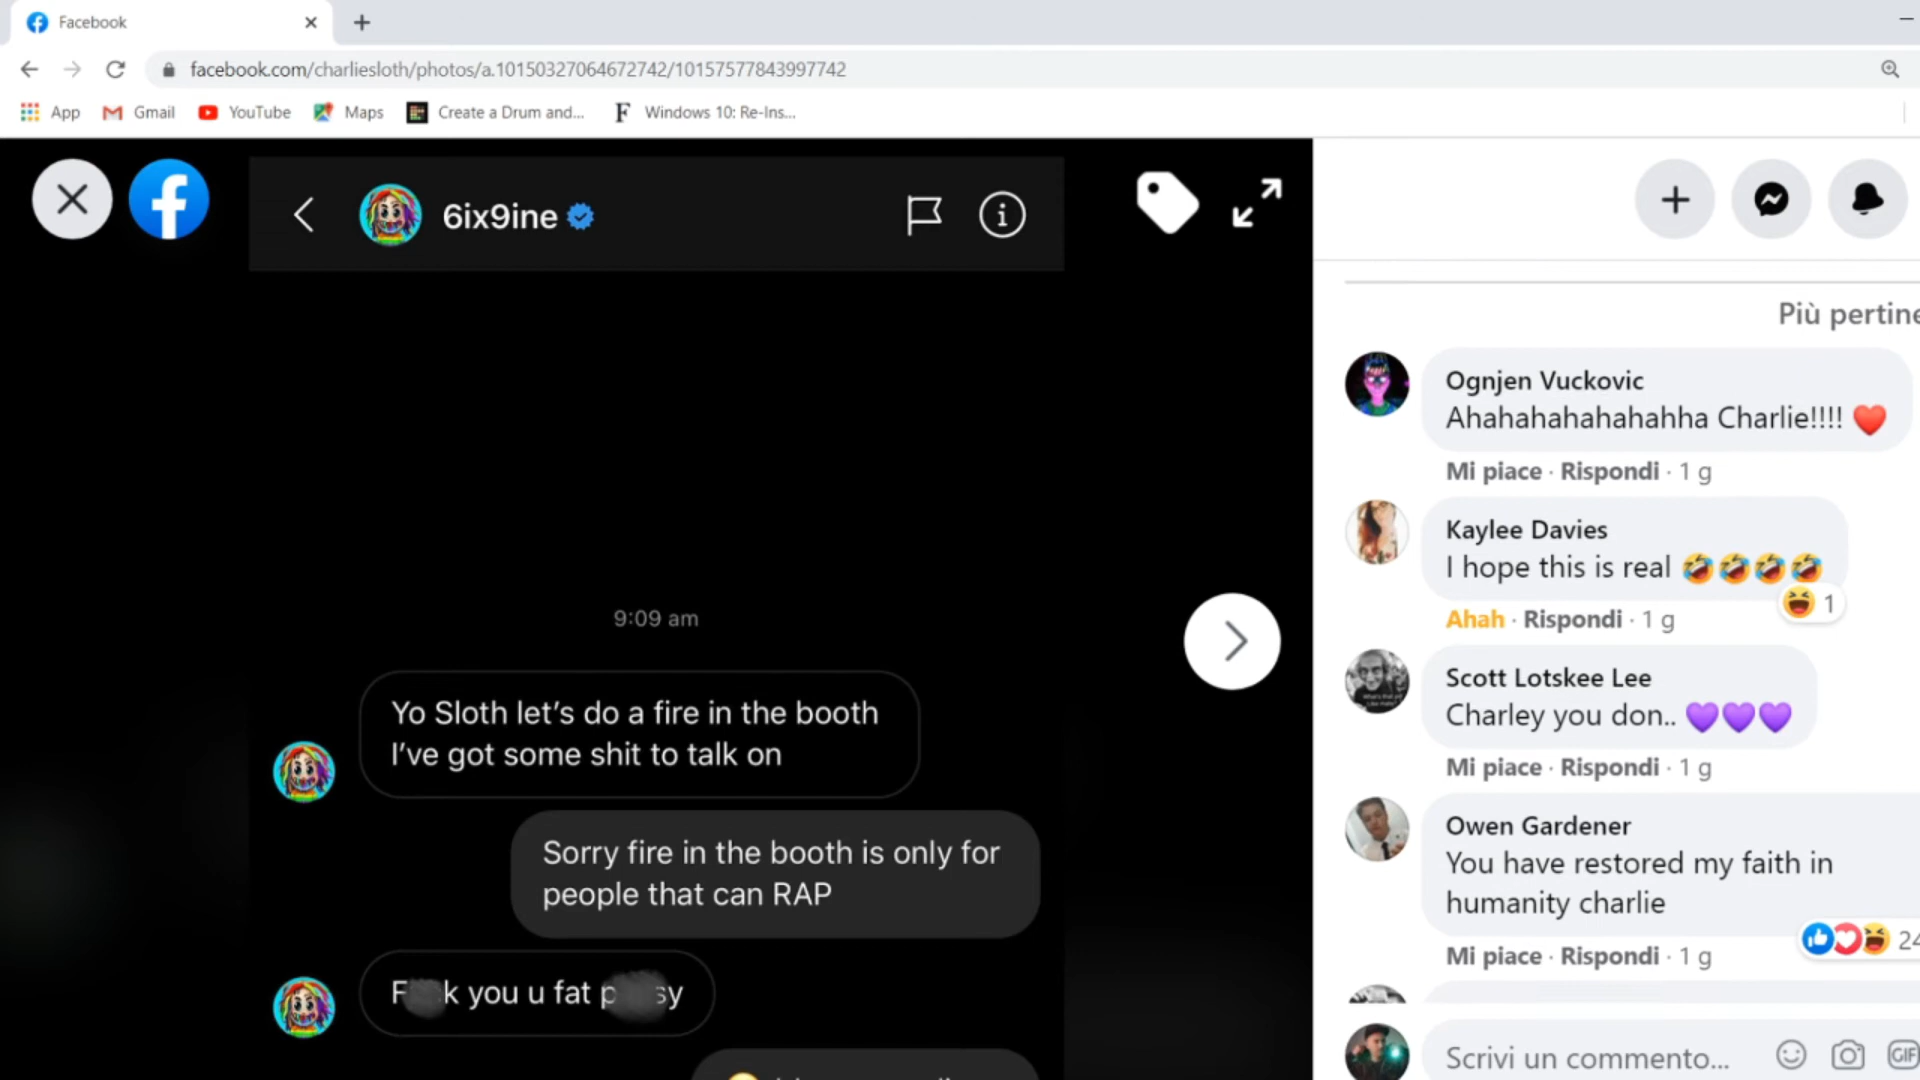 Facebook
facebook.com/charliesloth/photos/a.10150327064672742/10157577843997742
App Gmail YouTube Maps Create a Drum and... Windows 10: Re-Ins...
6ix9ine
9:09 am
Yo Sloth let's do a fire in the booth
I've got some shit to talk on
Sorry fire in the booth is only for
people that can RAP
F k you u fat p sy
Più pertine
Ognjen Vuckovic
Ahahahahahahahha Charlie!!!! ❤️
Mi piace · Rispondi · 1 g
Kaylee Davies
I hope this is real 🤣🤣🤣🤣
1
Ahah · Rispondi · 1 g
Scott Lotskee Lee
Charley you don.. 💜💜💜
Mi piace · Rispondi · 1 g
Owen Gardener
You have restored my faith in
humanity charlie
24
Mi piace · Rispondi · 1 g
Scrivi un commento...
GIF